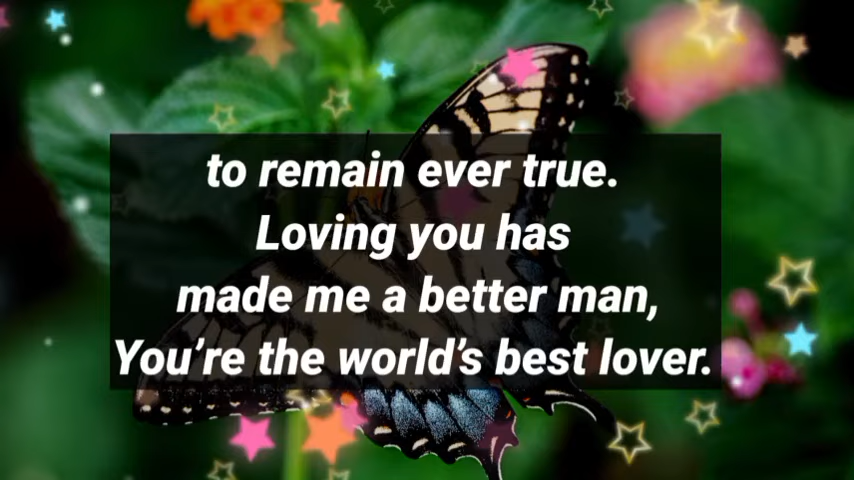 to remain ever true.
Loving you has
made me a better man,
You’re the world’s best lover.